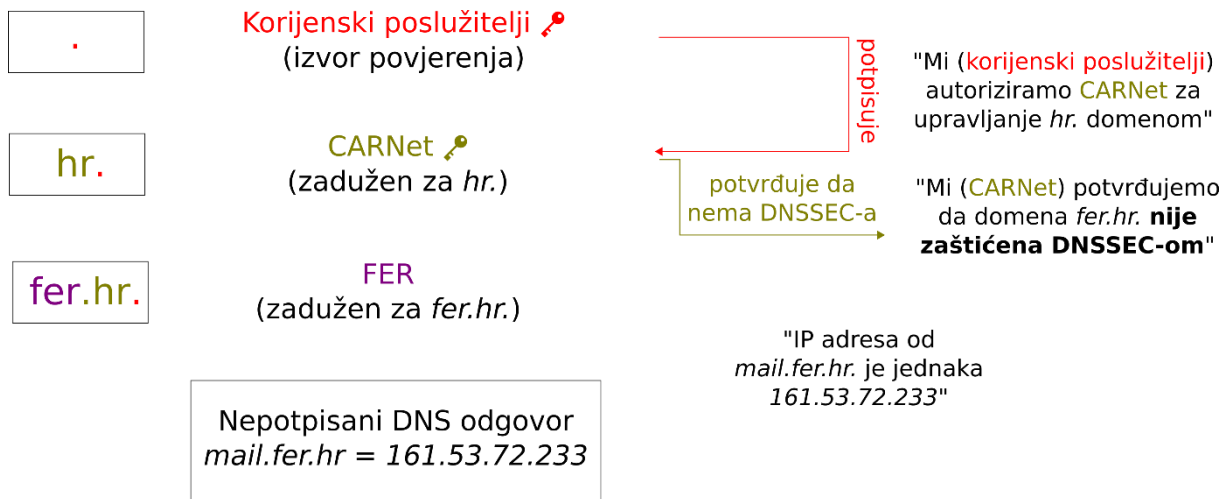 .
Korijenski poslužitelji
(izvor povjerenja)
potpisuje
"Mi (korijenski poslužitelji)
autoriziramo CARNet za
upravljanje hr. domenom"
hr.
CARNet
(zadužen za hr.)
potvrđuje da
nema DNSSEC-a
"Mi (CARNet) potvrđujemo
da domena fer.hr. nije
zaštićena DNSSEC-om"
fer.hr.
FER
(zadužen za fer.hr.)
"IP adresa od
mail.fer.hr. je jednaka
161.53.72.233"
Nepotpisani DNS odgovor
mail.fer.hr = 161.53.72.233